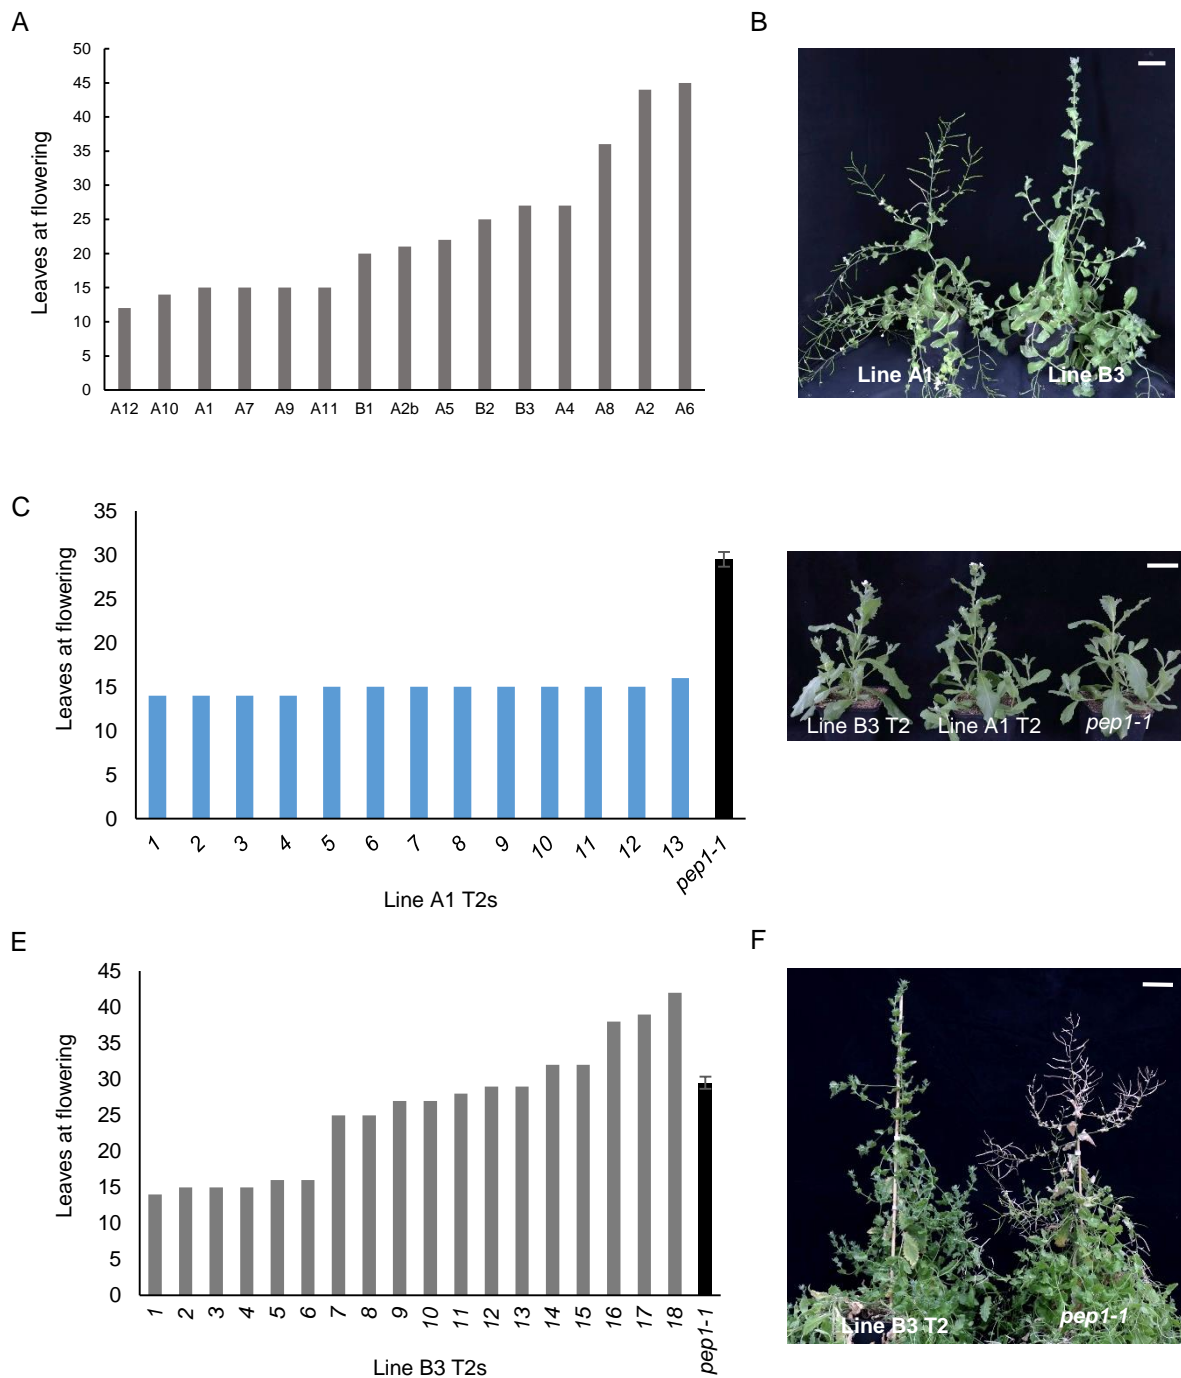 A
B
Leaves at flowering
50
45
40
35
30
25
20
15
10
5
0
A12 A10 A1 A7 A9 A11 B1 A2b A5 B2 B3 A4 A8 A2 A6
Line A1 Line B3
C
Leaves at flowering
35
30
25
20
15
10
5
0
1 2 3 4 5 6 7 8 9 10 11 12 13 pep1-1
Line A1 T2s
Line B3 T2 Line A1 T2 pep1-1
E
F
Leaves at flowering
45
40
35
30
25
20
15
10
5
0
1 2 3 4 5 6 7 8 9 10 11 12 13 14 15 16 17 18 pep1-1
Line B3 T2s
Line B3 T2 pep1-1